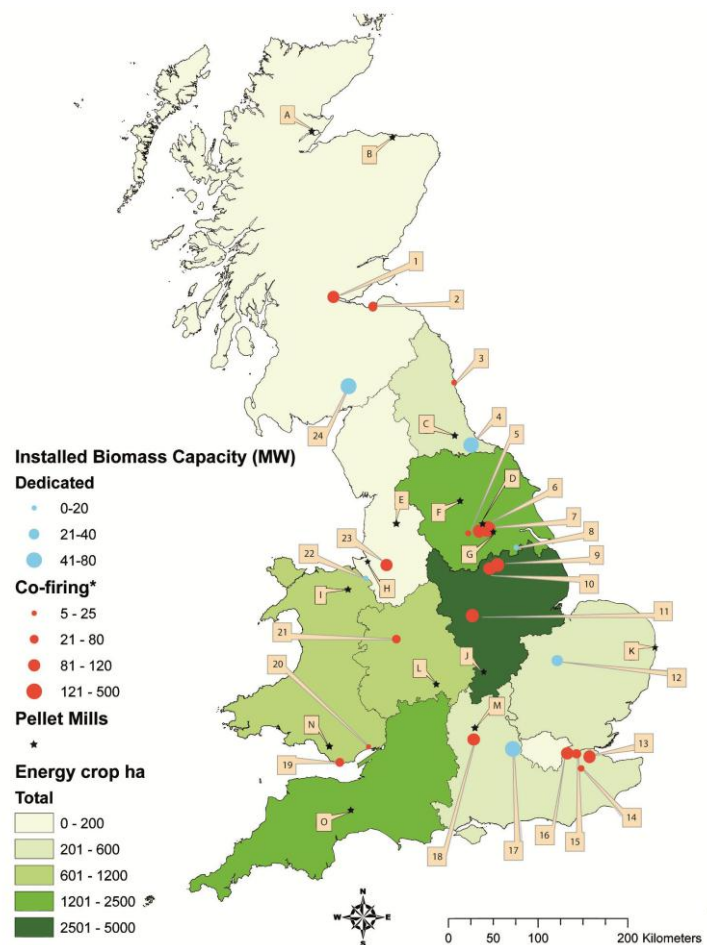 A
B
1
2
3
24
4
C
5
6
D
E
F
7
8
23
G
9
22
H
10
I
11
21
J
K
20
L
12
M
N
13
19
14
O
16
15
18
17
Installed Biomass Capacity (MW)
Dedicated
0-20
21-40
41-80
Co-firing*
5 - 25
21 - 80
81 - 120
121 - 500
Pellet Mills
Energy crop ha
Total
0 - 200
201 - 600
601 - 1200
1201 - 2500
2501 - 5000
N
W E
S
0 50 100 200 Kilometers